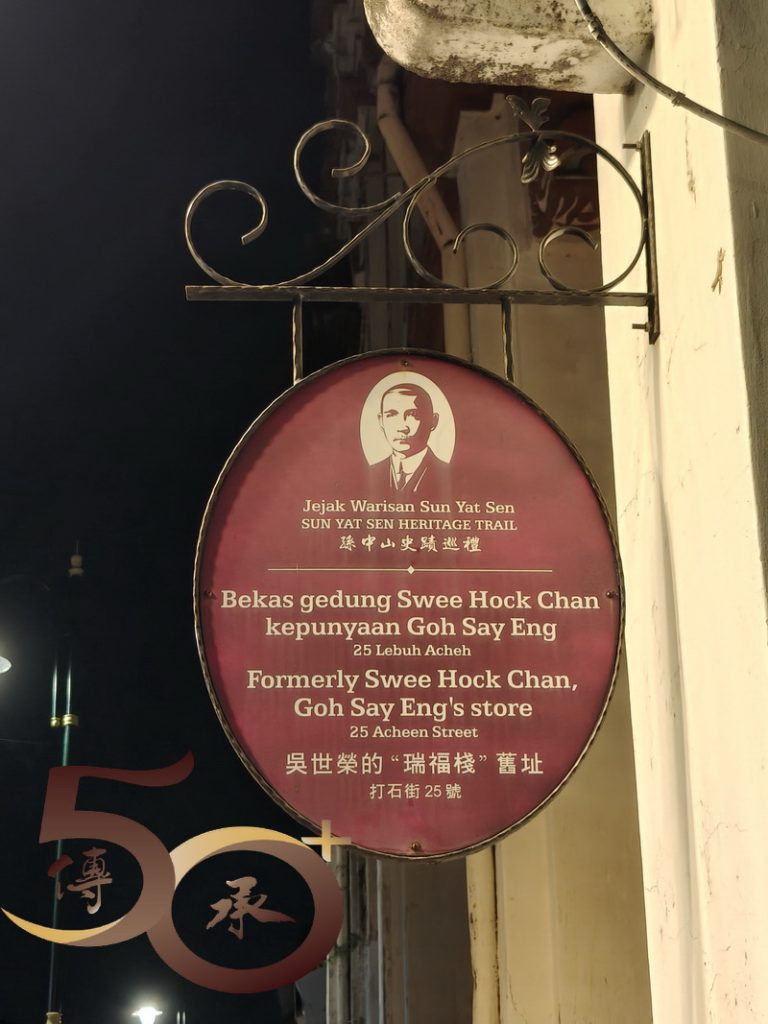 Jejak Warisan Sun Yat Sen
SUN YAT SEN HERITAGE TRAIL
孫中山史蹟巡禮
Bekas gedung Swee Hock Chan
kepunyaan Goh Say Eng
25 Lebuh Acheh
Formerly Swee Hock Chan,
Goh Say Eng's store
25 Acheen Street
吳世榮的“瑞福棧”舊址
打石街 25 號
50+
傳承